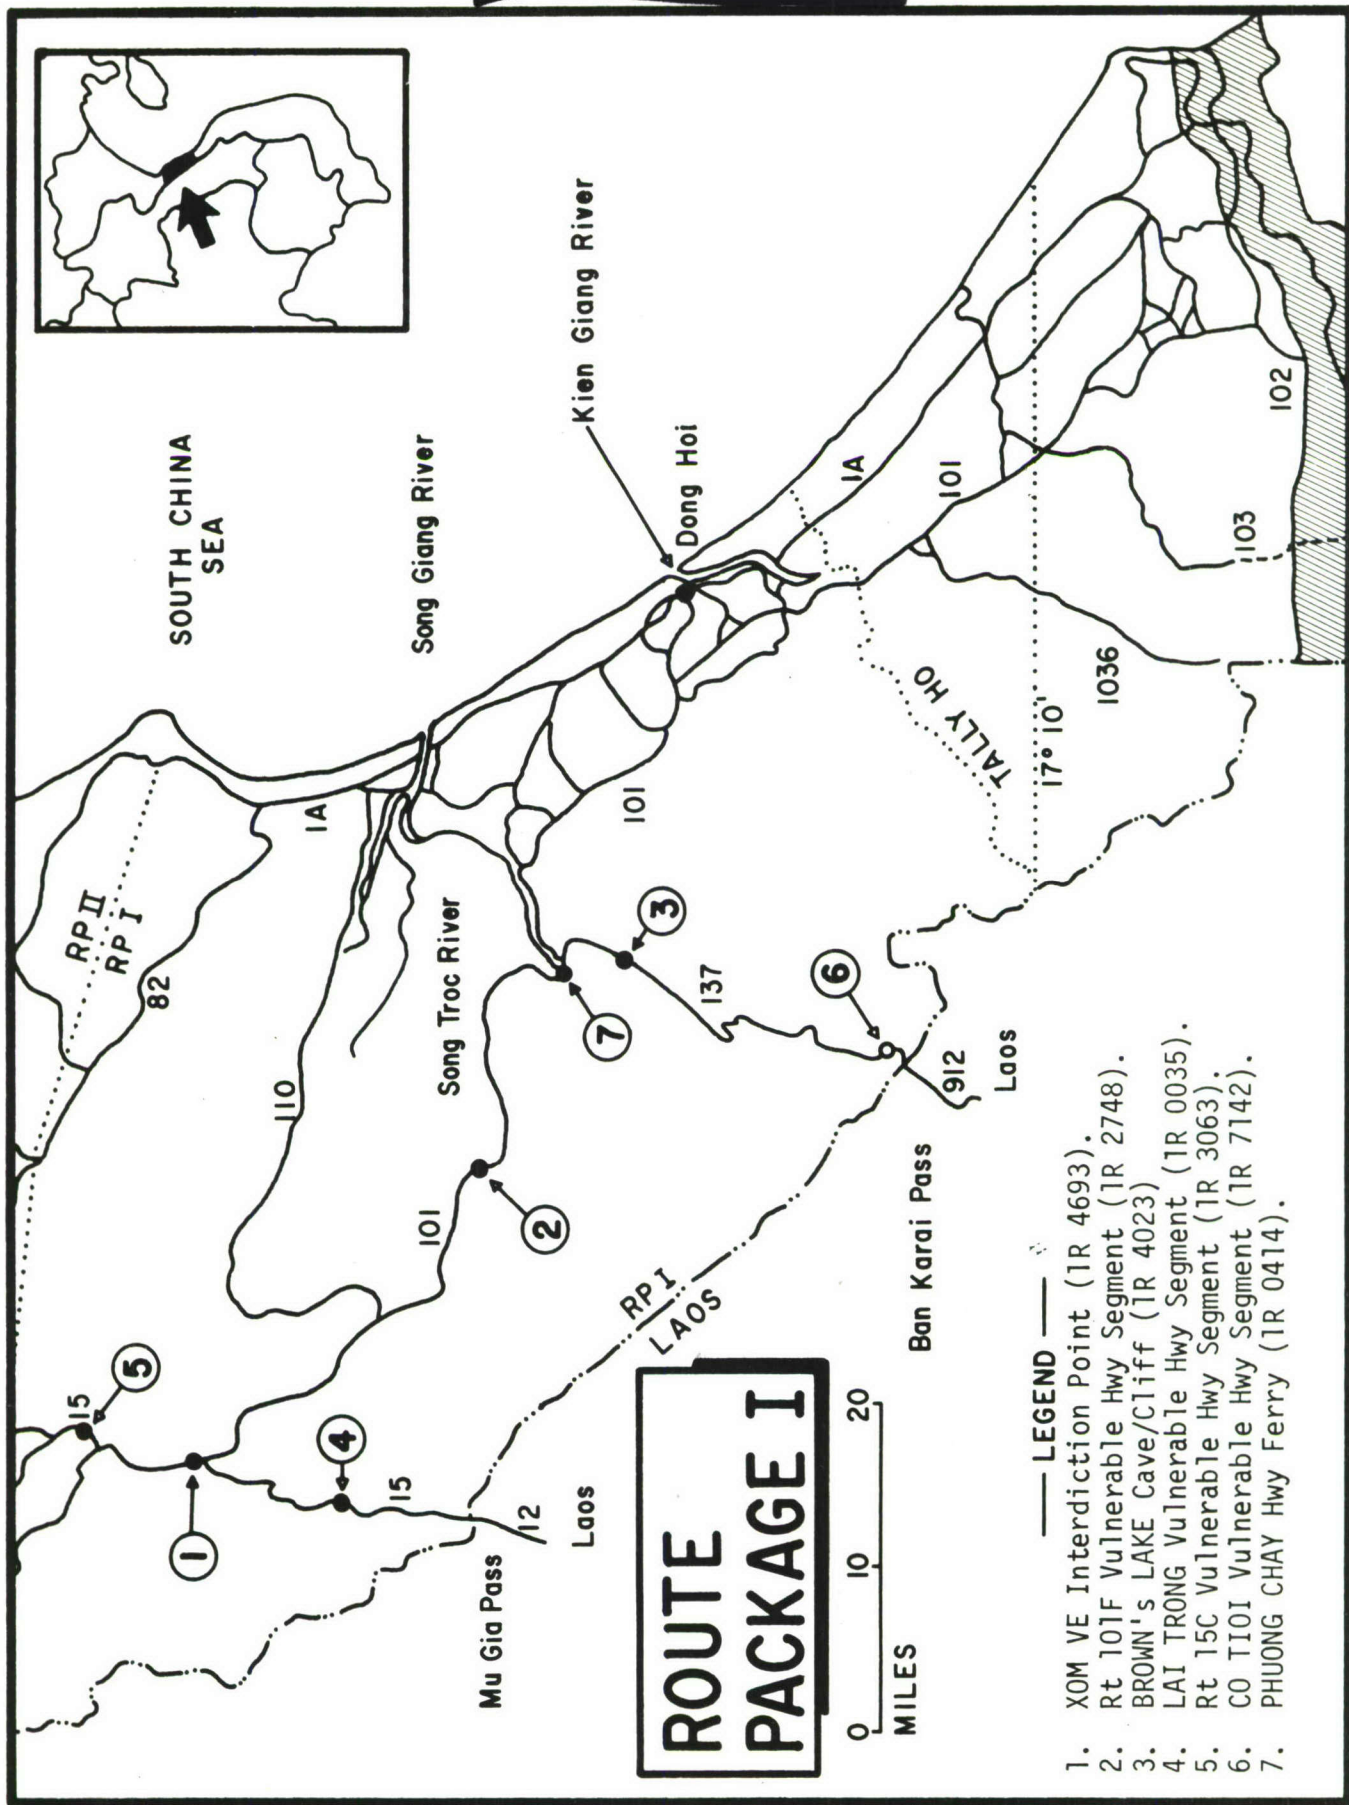 SOUTH CHINA
SEA
Song Giang River
Kien Giang River
Dong Hoi
RP II
RP I
82
1A
110
Song Troc River
101
101
1A
101
102
103
1036
TALLY HO
17° 10'
137
912
Laos
Ban Karai Pass
RP I
LAOS
15
15
12
Laos
Mu Gia Pass
1
2
3
4
5
6
7
ROUTE
PACKAGE I
0 10 20
MILES
LEGEND
1. XOM VE Interdiction Point (1R 4693).
2. Rt 101F Vulnerable Hwy Segment (1R 2748).
3. BROWN's LAKE Cave/Cliff (1R 4023)
4. LAI TRONG Vulnerable Hwy Segment (1R 0035).
5. Rt 15C Vulnerable Hwy Segment (1R 3063).
6. CO TIOI Vulnerable Hwy Segment (1R 7142).
7. PHUONG CHAY Hwy Ferry (1R 0414).